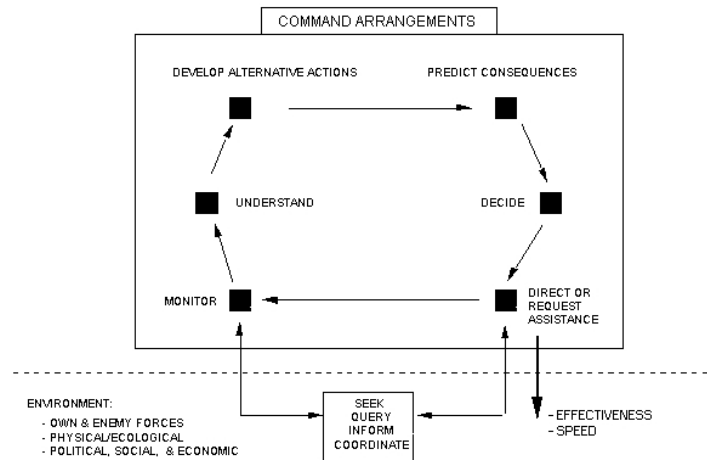 COMMAND ARRANGEMENTS
DEVELOP ALTERNATIVE ACTIONS
PREDICT CONSEQUENCES
UNDERSTAND
DECIDE
MONITOR
DIRECT OR
REQUEST
ASSISTANCE
ENVIRONMENT:
- OWN & ENEMY FORCES
- PHYSICAL/ECOLOGICAL
- POLITICAL, SOCIAL, & ECONOMIC
SEEK
QUERY
INFORM
COORDINATE
- EFFECTIVENESS
- SPEED